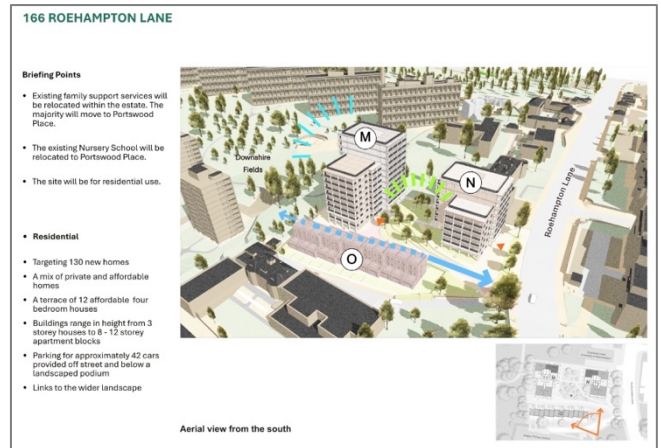 166 ROEHAMPTON LANE
Briefing Points
• Existing family support services will
be relocated within the estate. The
majority will move to Portswood
Place.
• The existing Nursery School will be
relocated to Portswood Place.
• The site will be for residential use.
• Residential
• Targeting 130 new homes
• A mix of private and affordable
homes
• A terrace of 12 affordable four
bedroom houses
• Buildings range in height from 3
storey houses to 8 - 12 storey
apartment blocks
• Parking for approximately 42 cars
provided off street and below a
landscaped podium
• Links to the wider landscape
M
Downshire
Fields
N
Roehampton Lane
O
Aerial view from the south